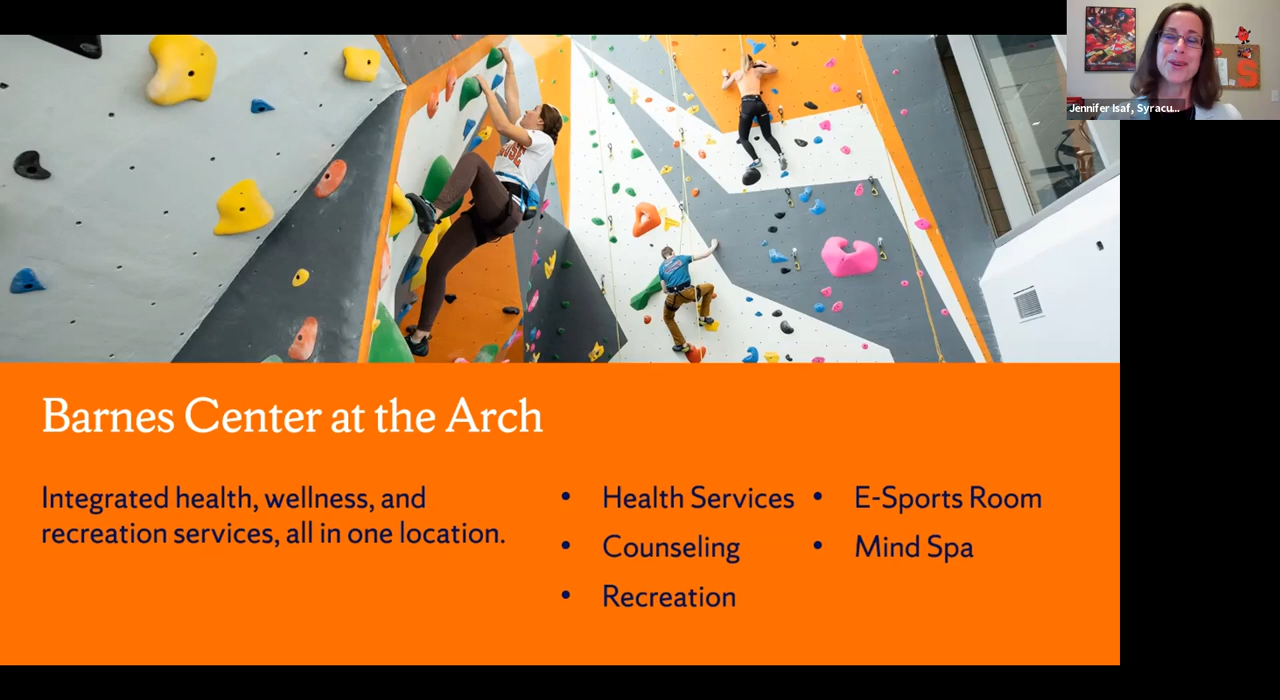 Jennifer Isaf, Syracu...
Barnes Center at the Arch
Integrated health, wellness, and
recreation services, all in one location.
• Health Services
• Counseling
• Recreation
• E-Sports Room
• Mind Spa